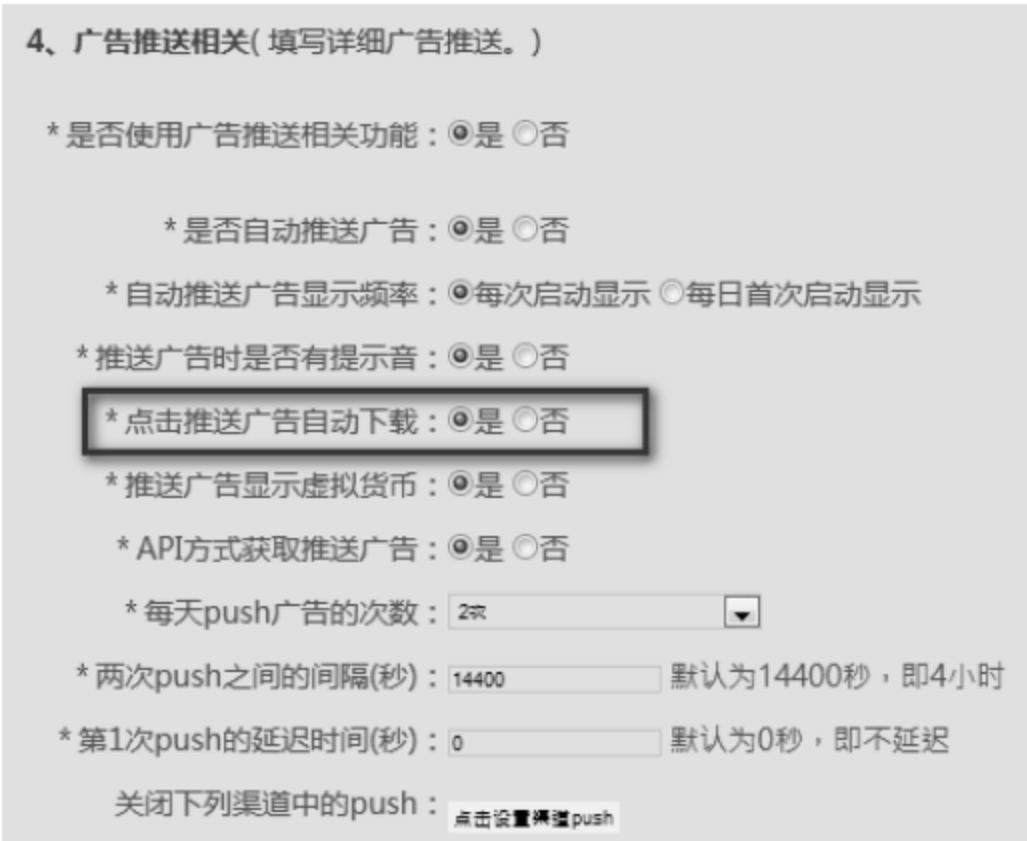 4、广告推送相关( 填写详细广告推送。)
* 是否使用广告推送相关功能：是 否
* 是否自动推送广告：是 否
* 自动推送广告显示频率：每次启动显示 每日首次启动显示
* 推送广告时是否有提示音：是 否
* 点击推送广告自动下载：是 否
* 推送广告显示虚拟货币：是 否
* API方式获取推送广告：是 否
* 每天push广告的次数：2次
* 两次push之间的间隔(秒)：14400 默认为14400秒，即4小时
* 第1次push的延迟时间(秒)：0 默认为0秒，即不延迟
关闭下列渠道中的push：点击设置渠道push